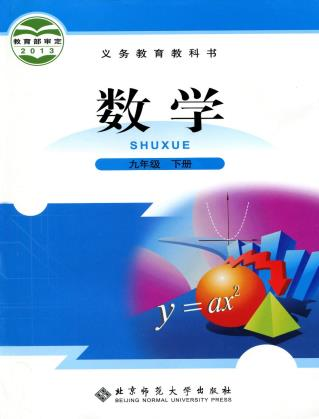 教育部审定
2013
义务教育教科书
数学
SHUXUE
九年级 下册
y=ax²
北京师范大学出版社
BEIJING NORMAL UNIVERSITY PRESS